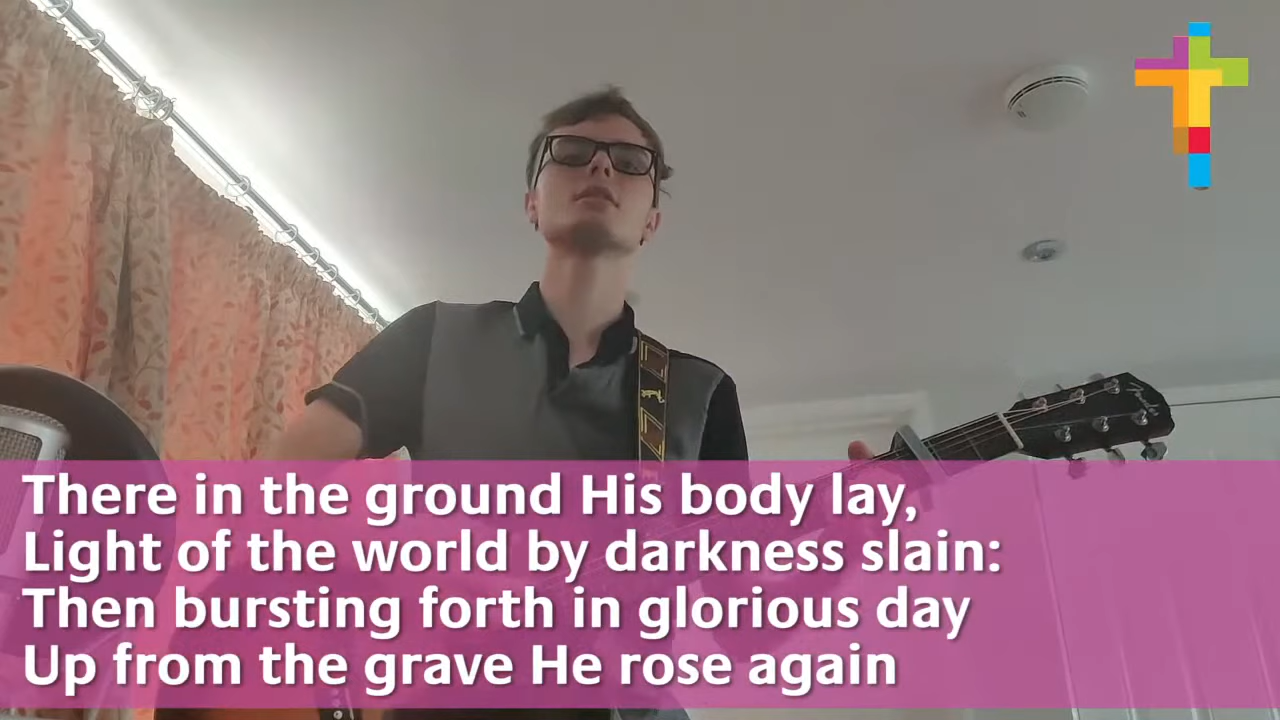 There in the ground His body lay,
Light of the world by darkness slain:
Then bursting forth in glorious day
Up from the grave He rose again
Fender